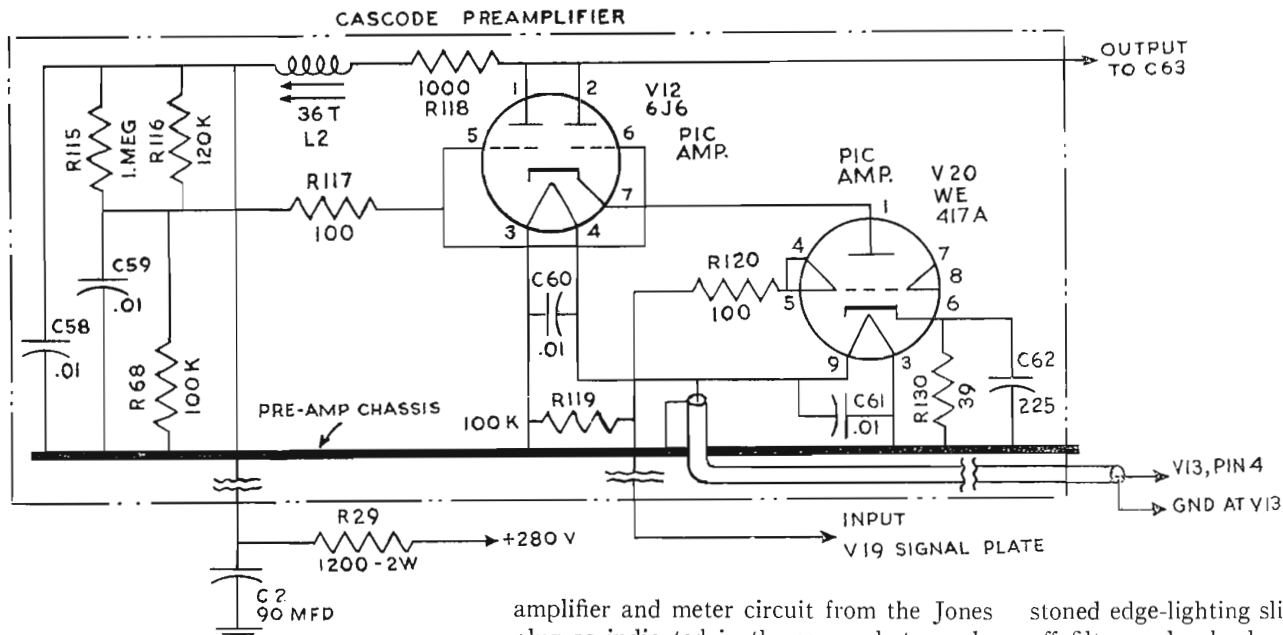 CASCODE PREAMPLIFIER
OUTPUT
TO C63
1000
R118
36 T
L2
1 2
V12
6J6
PIC
AMP.
5 6
7
3 4
R115
1.MEG
R116
120K
R117
100
C59
.01
C58
.01
R68
100K
C60
.01
R119
100K
PRE-AMP CHASSIS
PIC
AMP.
V20
WE
417A
1
4
5
7
8
6
9 3
R120
100
C61
.01
R130
39
C62
225
V13, PIN 4
GND AT V13
INPUT
V19 SIGNAL PLATE
R29
1200-2W
+280 V
C2
90 MFD
amplifier and meter circuit from the Jones
stoned edge-lighting sli